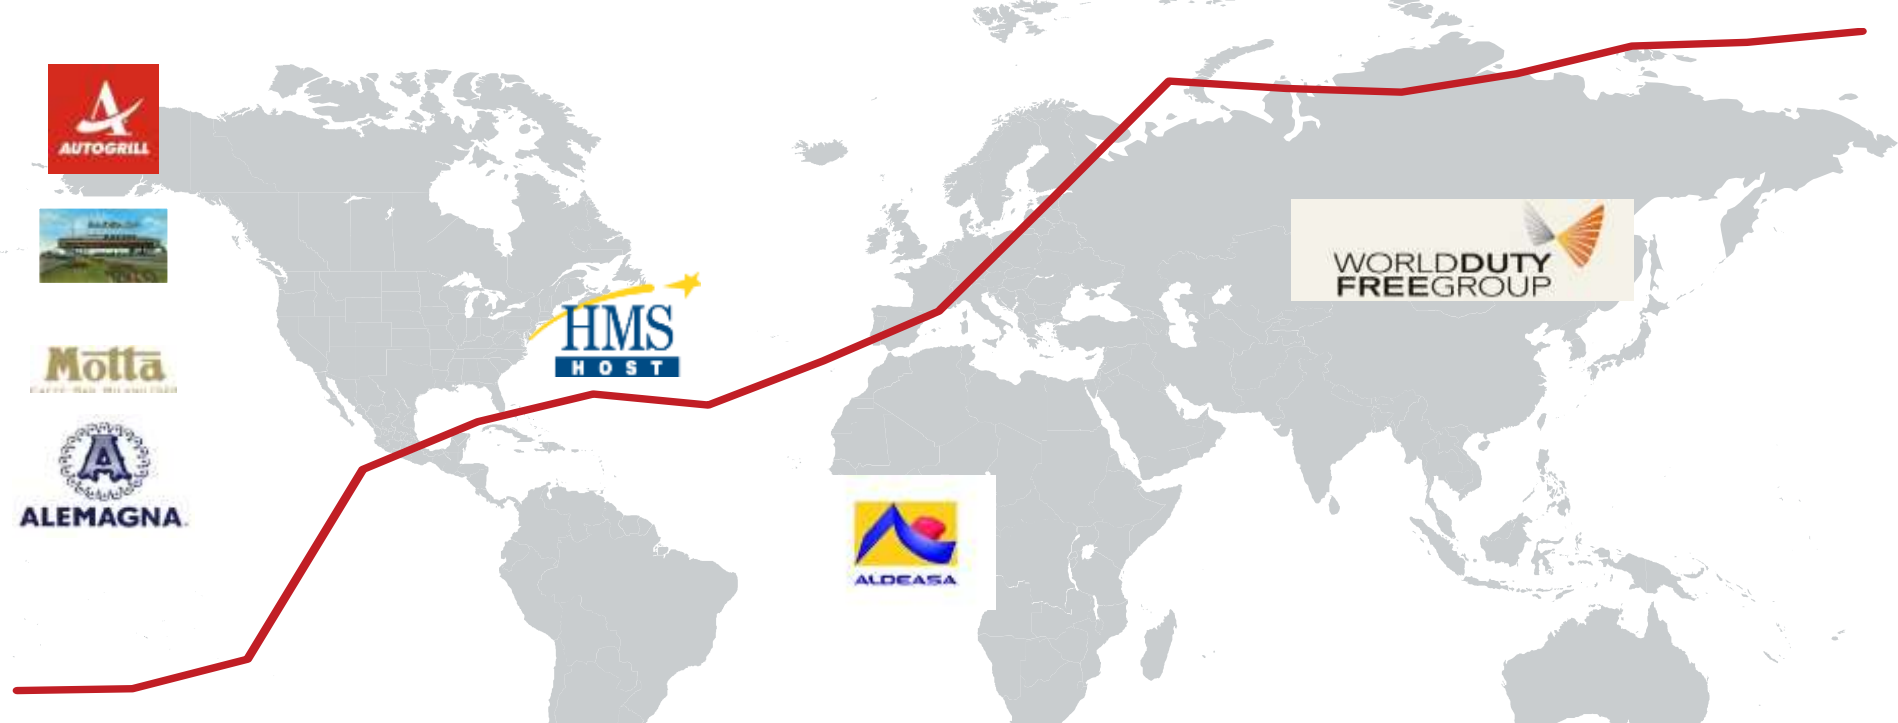 AUTOGRILL
Motta
ALEMAGNA
HMS
HOST
ALDEASA
WORLDDUTY
FREEGROUP